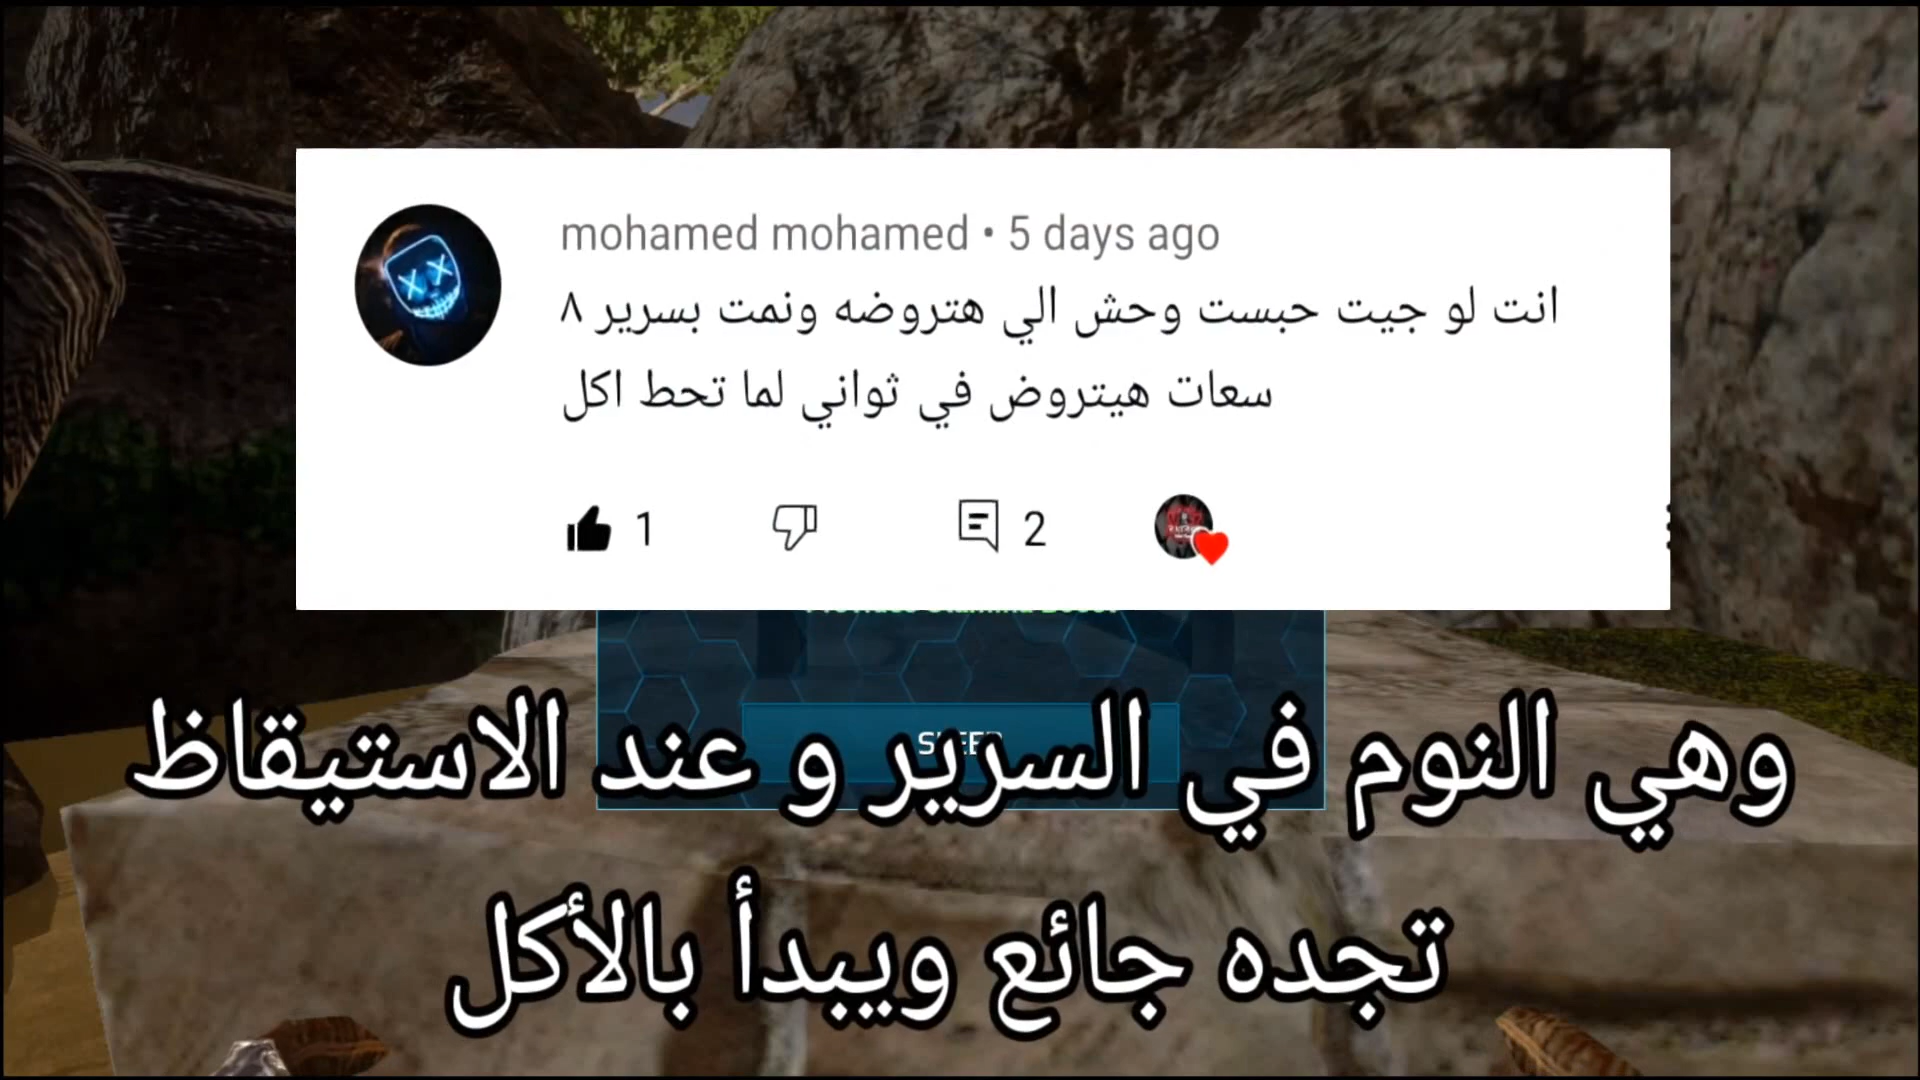 mohamed mohamed • 5 days ago
انت لو جيت حبست وحش الي هتروضه ونمت بسرير ٨
سعات هيتروض في ثواني لما تحط اكل
1
2
وهي النوم في السرير و عند الاستيقاظ
تجده جائع ويبدأ بالأكل